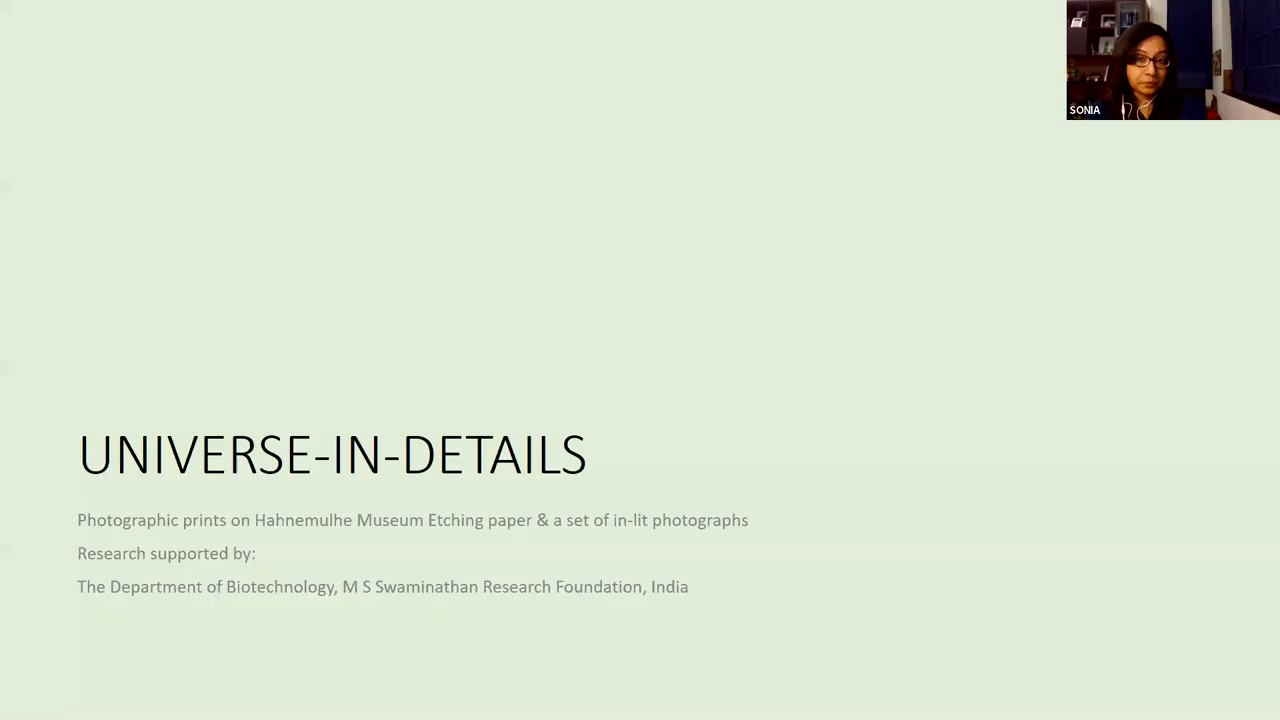 SONIA
UNIVERSE-IN-DETAILS
Photographic prints on Hahnemulhe Museum Etching paper & a set of in-lit photographs
Research supported by:
The Department of Biotechnology, M S Swaminathan Research Foundation, India